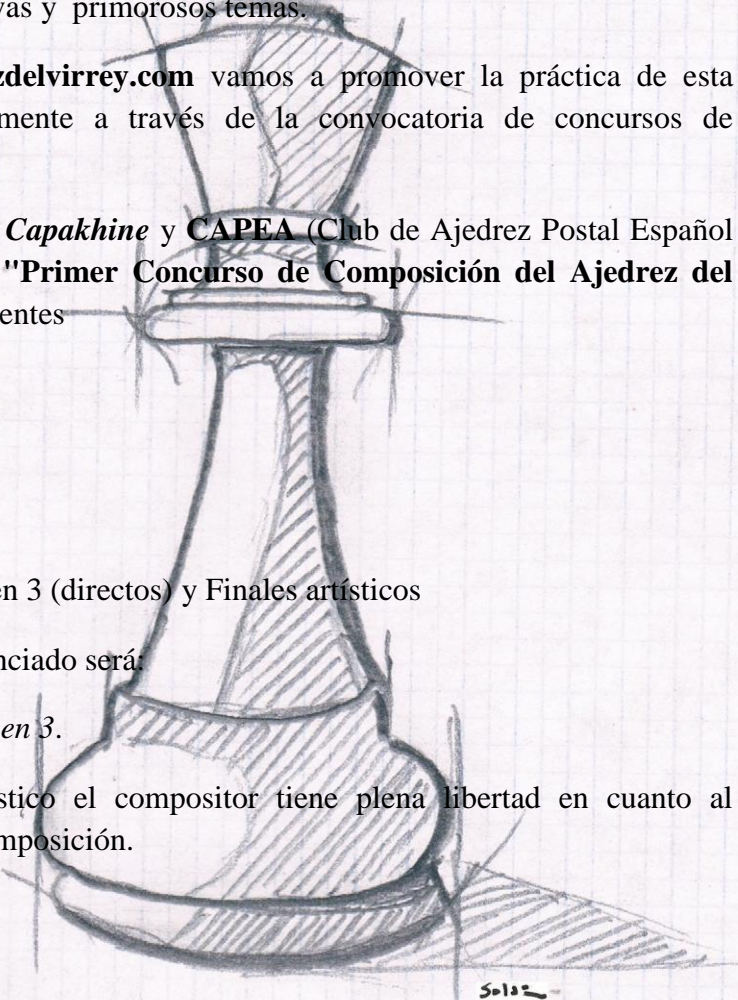 vas y primorosos temas.
zdelvirrey.com vamos a promover la práctica de esta
mente a través de la convocatoria de concursos de
Capakhine y CAPEA (Club de Ajedrez Postal Español
"Primer Concurso de Composición del Ajedrez del
entes
en 3 (directos) y Finales artísticos
nciado será:
en 3.
stico el compositor tiene plena libertad en cuanto al
mposición.